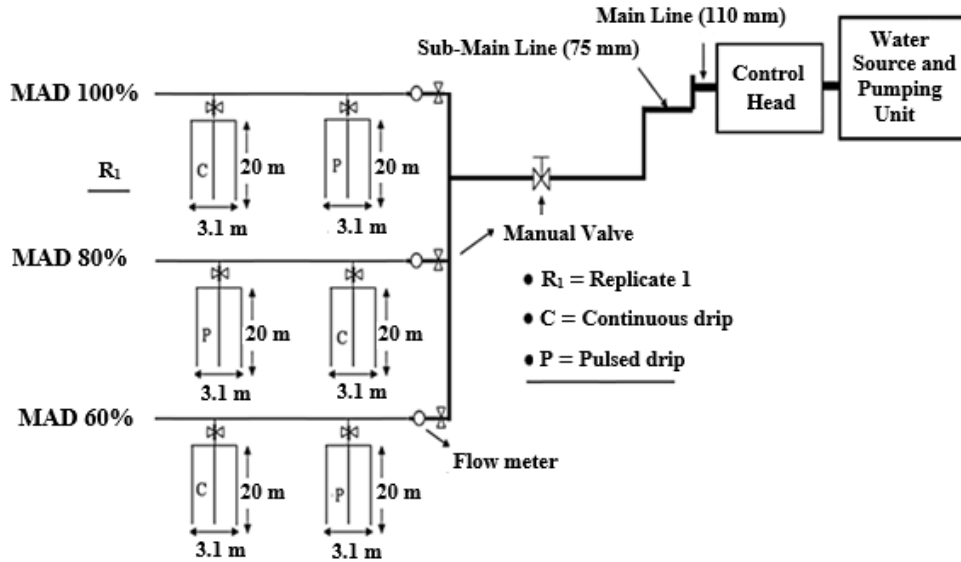 Main Line (110 mm)
Sub-Main Line (75 mm)
Control
Head
Water
Source and
Pumping
Unit
MAD 100%
R₁
C
20 m
3.1 m
P
20 m
3.1 m
Manual Valve
MAD 80%
P
20 m
3.1 m
C
20 m
3.1 m
• R₁ = Replicate 1
• C = Continuous drip
• P = Pulsed drip
MAD 60%
C
20 m
3.1 m
P
20 m
3.1 m
Flow meter